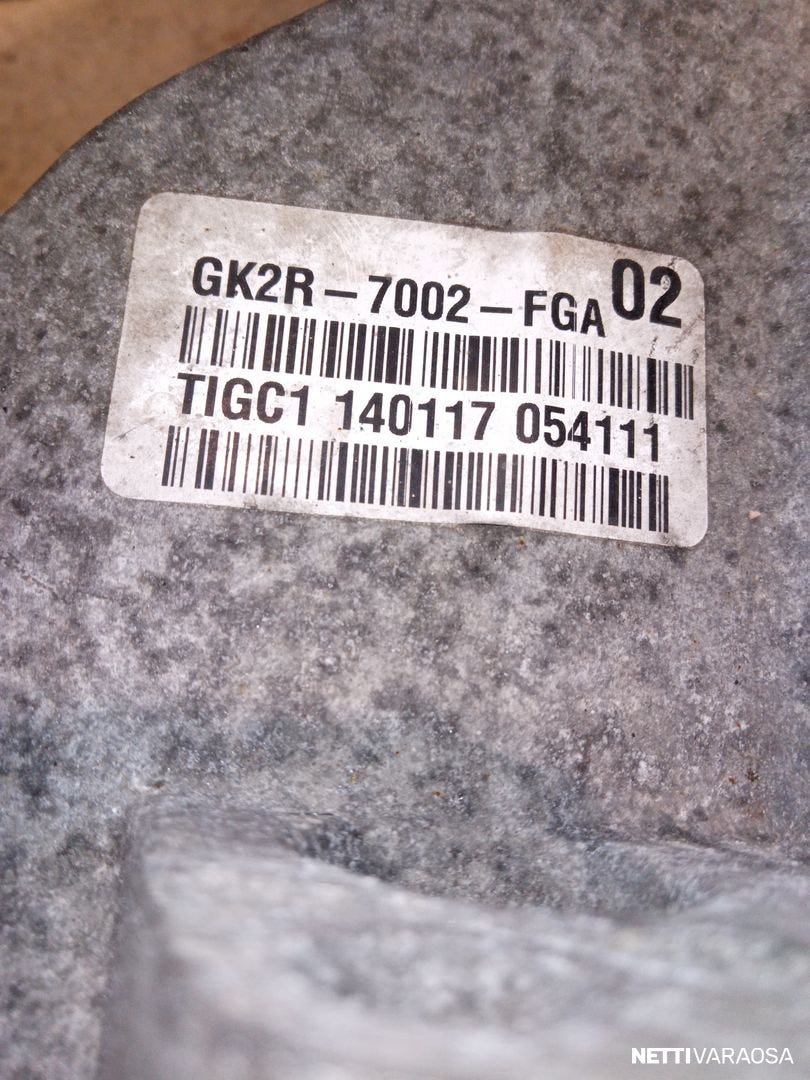 GK2R-7002-FGA 02
TIGC1 140117 054111
NETTIVARAOSA